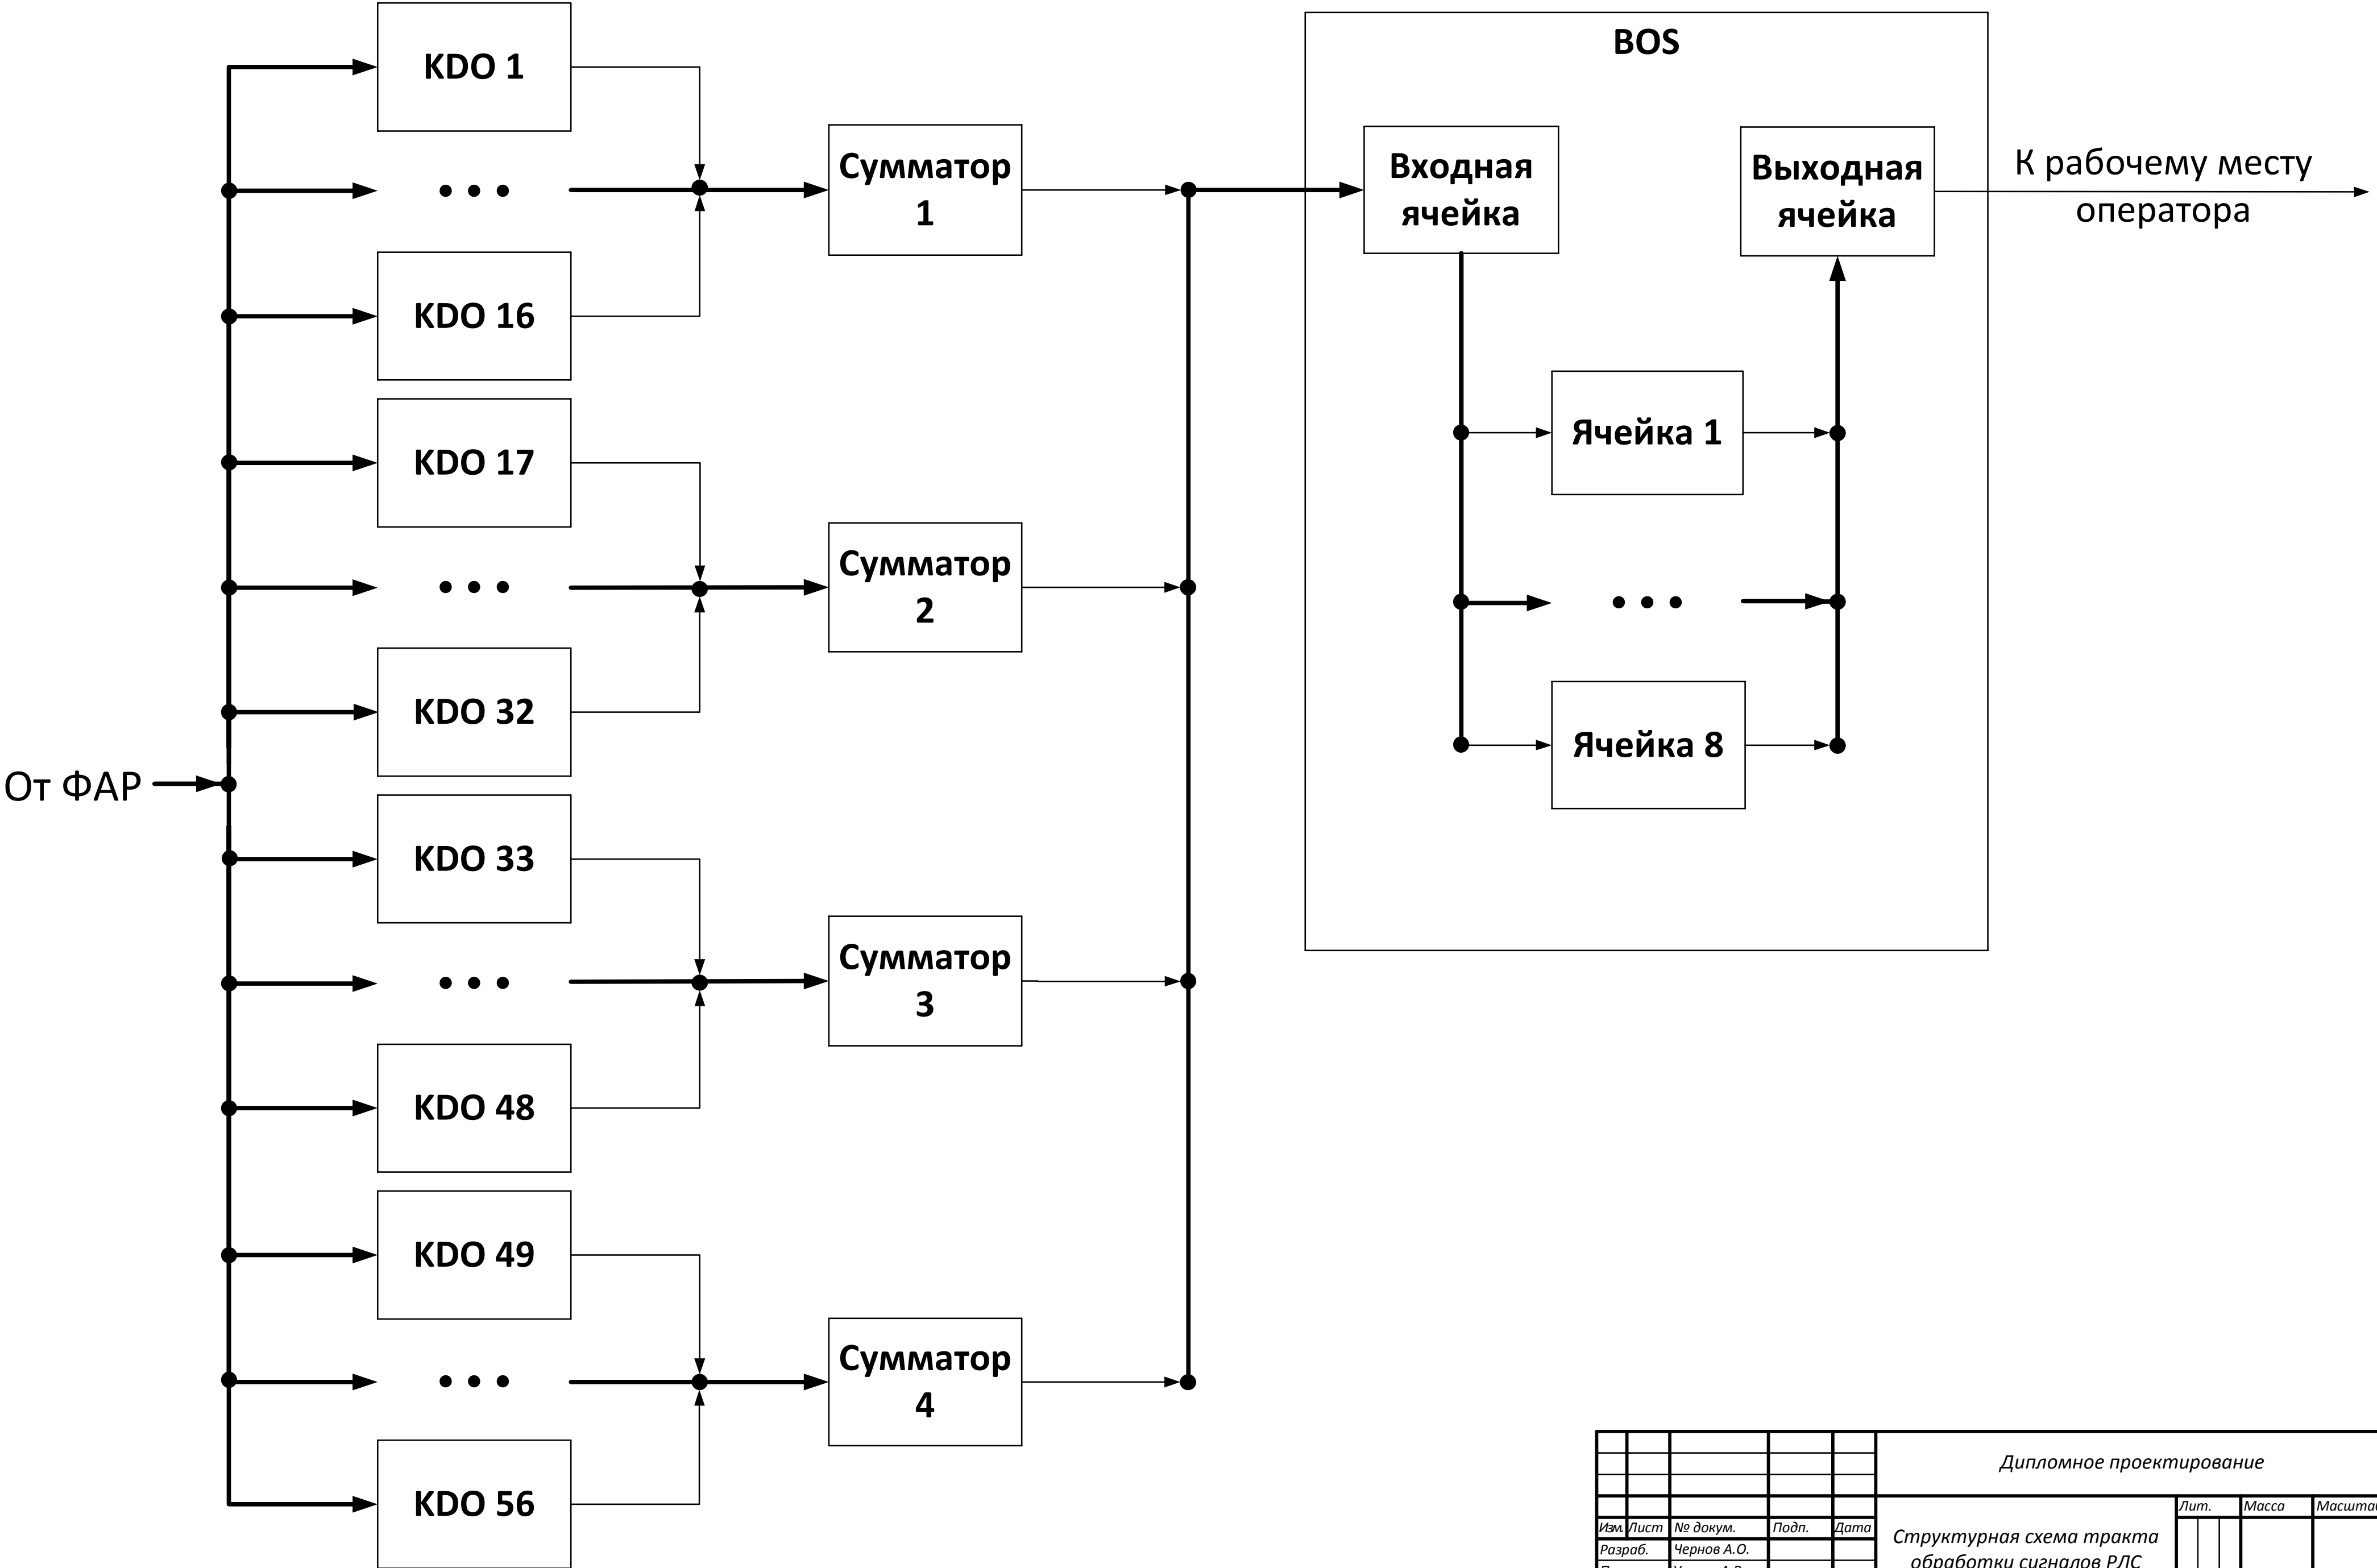 KDO 1
• • •
KDO 16
KDO 17
• • •
KDO 32
От ФАР
KDO 33
• • •
KDO 48
KDO 49
• • •
KDO 56
Сумматор
1
Сумматор
2
Сумматор
3
Сумматор
4
BOS
Входная
ячейка
Выходная
ячейка
Ячейка 1
• • •
Ячейка 8
К рабочему месту
оператора
Дипломное проектирование
Лит. Масса
Изм. Лист № докум. Подп. Дата
Структурная схема тракта
Разраб. Чернов А.О.
обработки сигналов РЛС